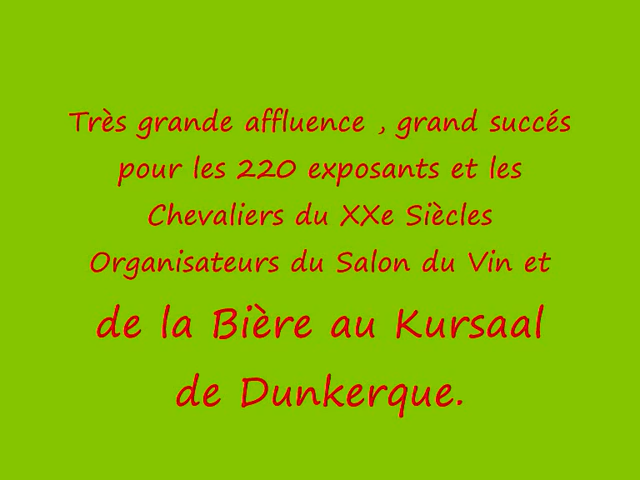 Très grande affluence , grand succés
pour les 220 exposants et les
Chevaliers du XXe Siècles
Organisateurs du Salon du Vin et
de la Bière au Kursaal
de Dunkerque.